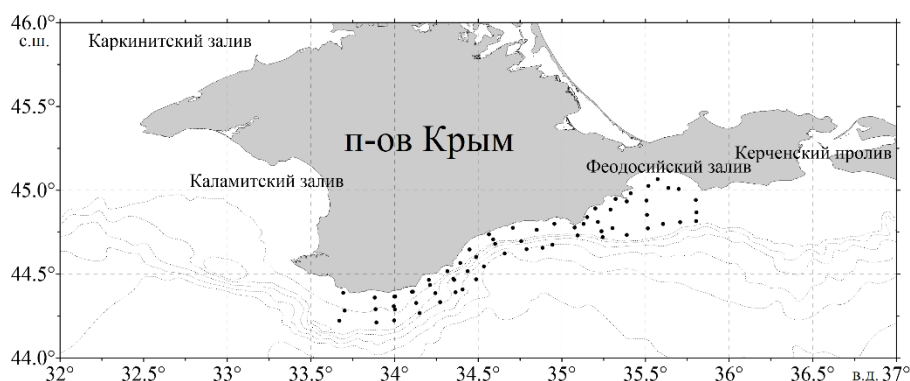 46.0°
с.ш.
Каркинитский залив
45.5°
п-ов Крым
Керченский пролив
Феодосийский залив
Каламитский залив
45.0°
44.5°
44.0°
32° 32.5° 33° 33.5° 34° 34.5° 35° 35.5° 36° 36.5° в.д. 37°